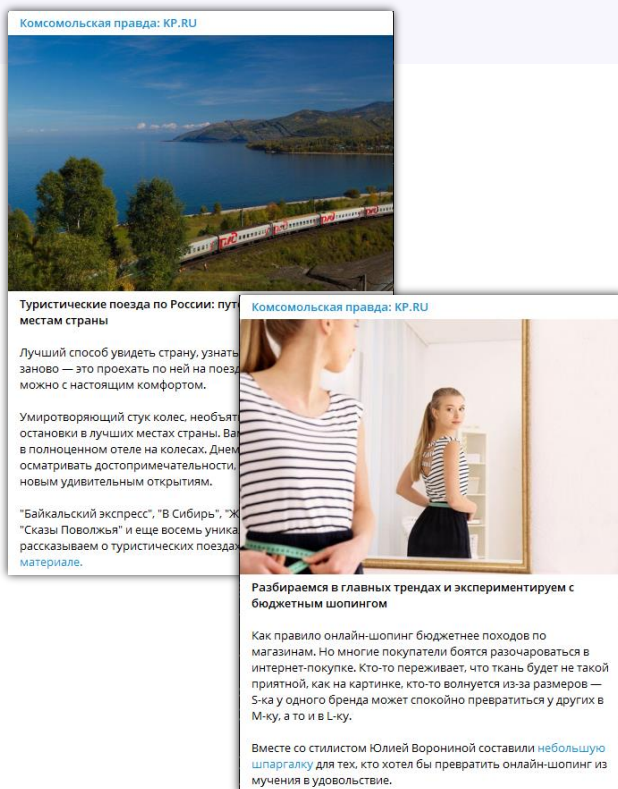 Комсомольская правда: KP.RU
Туристические поезда по России: путе
местам страны
Лучший способ увидеть страну, узнать
заново — это проехать по ней на поезд
можно с настоящим комфортом.
Умиротворяющий стук колес, необъят
остановки в лучших местах страны. Ва
в полноценном отеле на колесах. Днем
осматривать достопримечательности,
новым удивительным открытиям.
"Байкальский экспресс", "В Сибирь", "Ж
"Сказы Поволжья" и еще восемь уника
рассказываем о туристических поездах
материале.
Комсомольская правда: KP.RU
Разбираемся в главных трендах и экспериментируем с
бюджетным шопингом
Как правило онлайн-шопинг бюджетнее походов по
магазинам. Но многие покупатели боятся разочароваться в
интернет-покупке. Кто-то переживает, что ткань будет не такой
приятной, как на картинке, кто-то волнуется из-за размеров —
S-ка у одного бренда может спокойно превратиться у других в
М-ку, а то и в L-ку.
Вместе со стилистом Юлией Ворониной составили небольшую
шпаргалку для тех, кто хотел бы превратить онлайн-шопинг из
мучения в удовольствие.